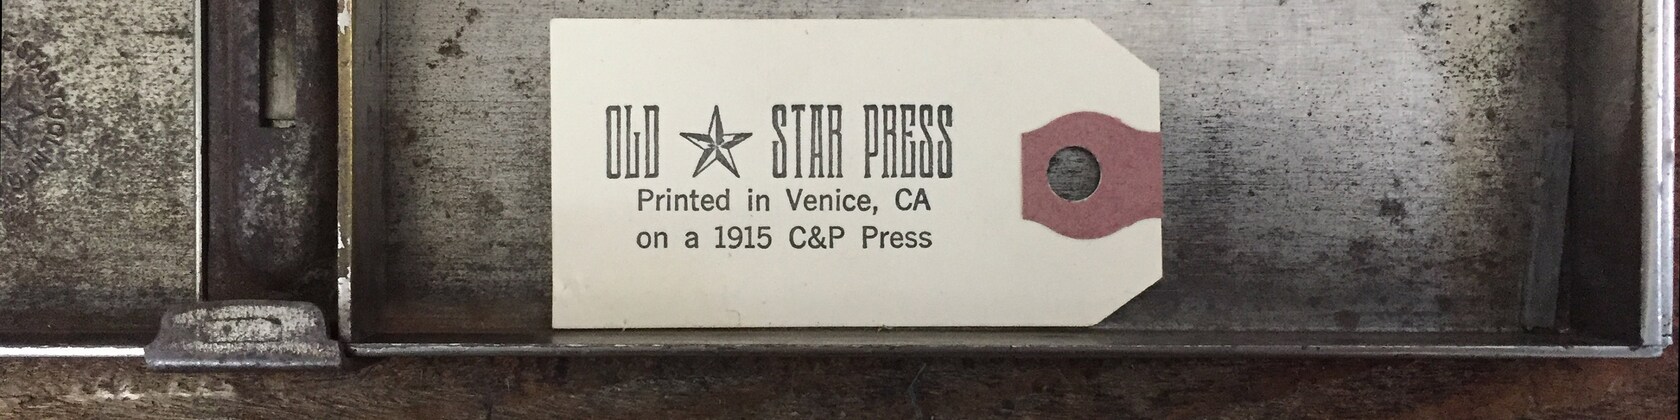 OLD STAR PRESS
Printed in Venice, CA
on a 1915 C&P Press